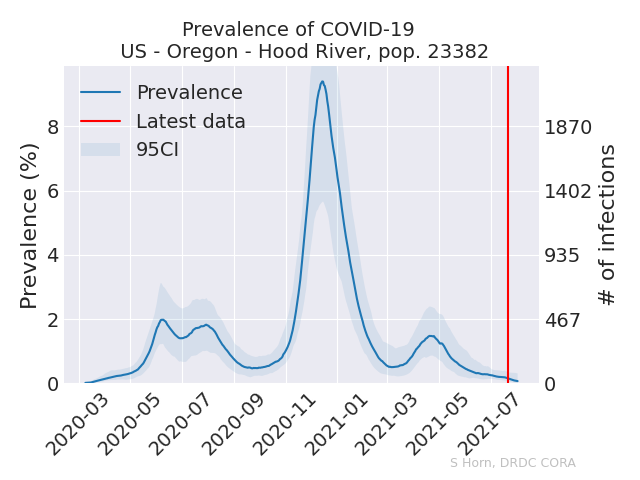 Prevalence of COVID-19
US - Oregon - Hood River, pop. 23382
Prevalence
Latest data
95CI
Prevalence (%)
8
6
4
2
0
1870
1402
935
467
0
# of infections
2020-03
2020-05
2020-07
2020-09
2020-11
2021-01
2021-03
2021-05
2021-07
S Horn, DRDC CORA